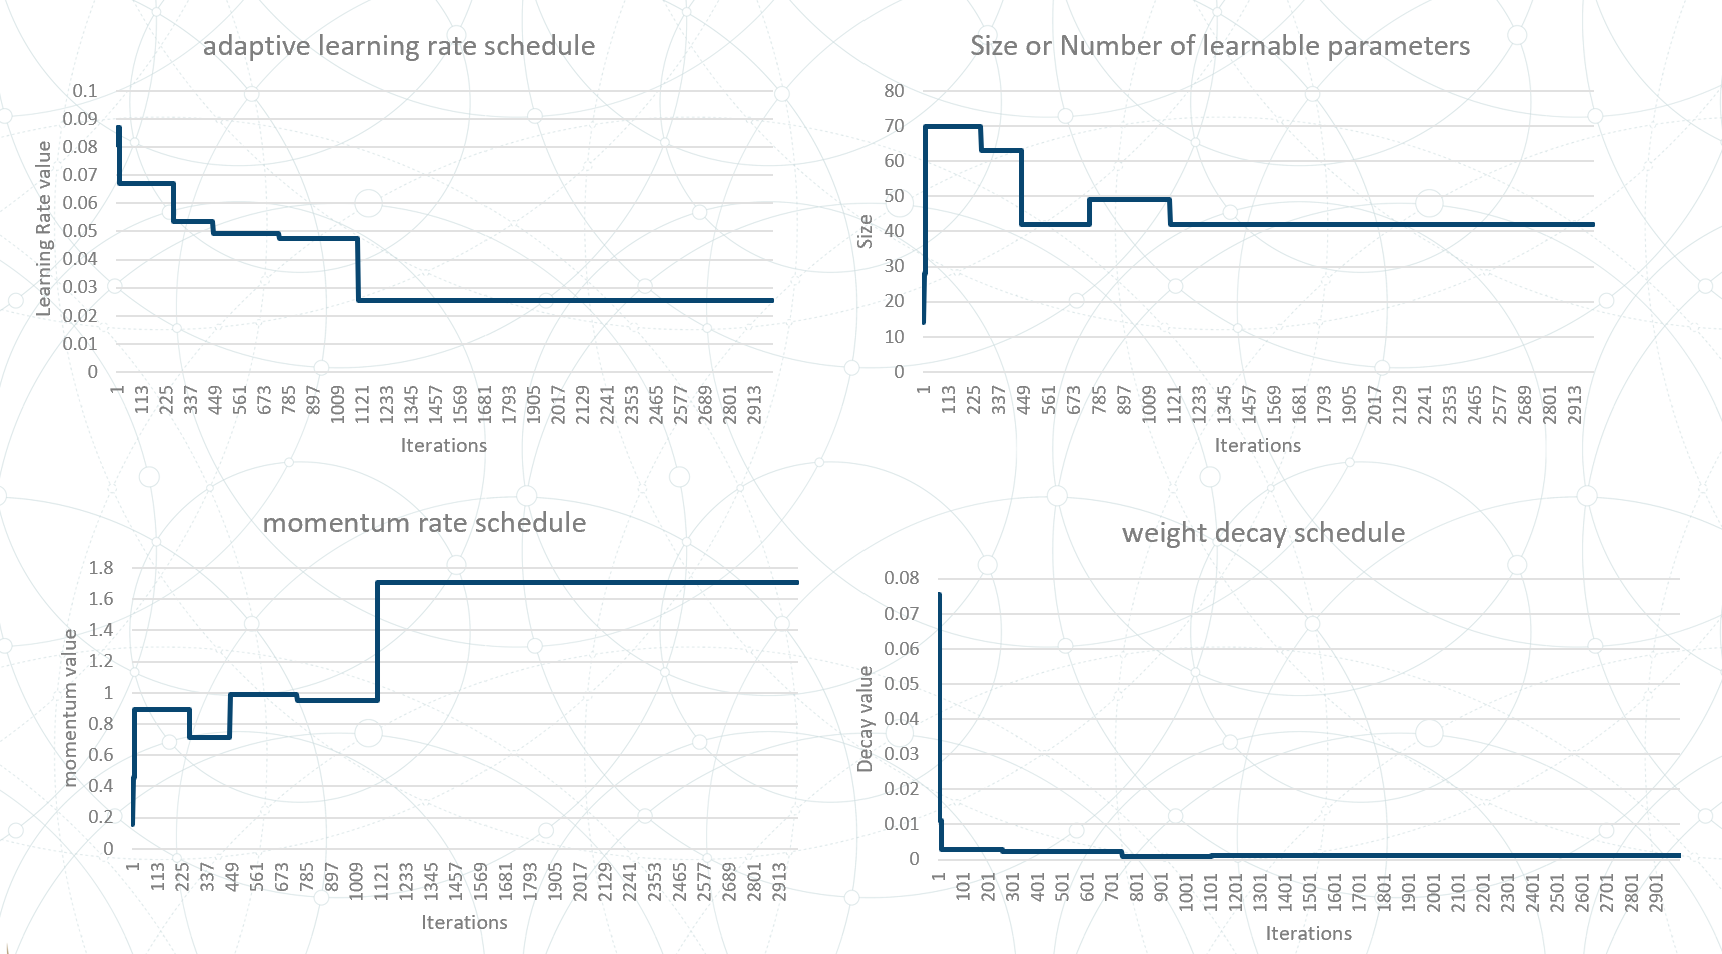 adaptive learning rate schedule
0.1
0.09
0.08
0.07
0.06
0.05
0.04
0.03
0.02
0.01
0
Learning Rate value
1 113 225 337 449 561 673 785 897 1009 1121 1233 1345 1457 1569 1681 1793 1905 2017 2129 2241 2353 2465 2577 2689 2801 2913
Iterations
Size or Number of learnable parameters
80
70
60
50
40
30
20
10
0
Size
1 113 225 337 449 561 673 785 897 1009 1121 1233 1345 1457 1569 1681 1793 1905 2017 2129 2241 2353 2465 2577 2689 2801 2913
Iterations
momentum rate schedule
1.8
1.6
1.4
1.2
1
0.8
0.6
0.4
0.2
0
momentum value
1 113 225 337 449 561 673 785 897 1009 1121 1233 1345 1457 1569 1681 1793 1905 2017 2129 2241 2353 2465 2577 2689 2801 2913
Iterations
weight decay schedule
0.08
0.07
0.06
0.05
0.04
0.03
0.02
0.01
0
Decay value
1 101 201 301 401 501 601 701 801 901 1001 1101 1201 1301 1401 1501 1601 1701 1801 1901 2001 2101 2201 2301 2401 2501 2601 2701 2801 2901
Iterations